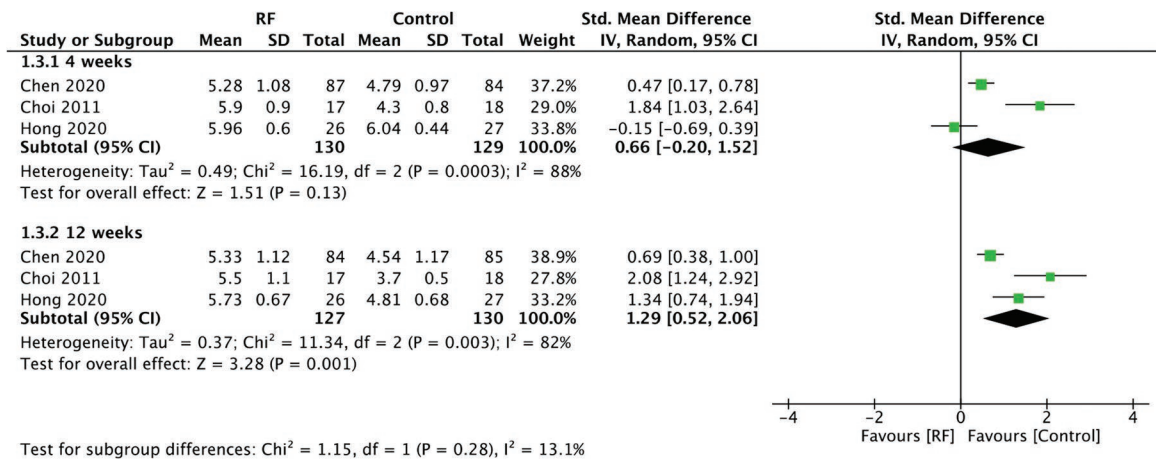 RF Control Std. Mean Difference Std. Mean Difference
Study or Subgroup Mean SD Total Mean SD Total Weight IV, Random, 95% CI IV, Random, 95% CI
1.3.1 4 weeks
Chen 2020 5.28 1.08 87 4.79 0.97 84 37.2% 0.47 [0.17, 0.78]
Choi 2011 5.9 0.9 17 4.3 0.8 18 29.0% 1.84 [1.03, 2.64]
Hong 2020 5.96 0.6 26 6.04 0.44 27 33.8% −0.15 [−0.69, 0.39]
Subtotal (95% CI) 130 129 100.0% 0.66 [−0.20, 1.52]
Heterogeneity: Tau² = 0.49; Chi² = 16.19, df = 2 (P = 0.0003); I² = 88%
Test for overall effect: Z = 1.51 (P = 0.13)
1.3.2 12 weeks
Chen 2020 5.33 1.12 84 4.54 1.17 85 38.9% 0.69 [0.38, 1.00]
Choi 2011 5.5 1.1 17 3.7 0.5 18 27.8% 2.08 [1.24, 2.92]
Hong 2020 5.73 0.67 26 4.81 0.68 27 33.2% 1.34 [0.74, 1.94]
Subtotal (95% CI) 127 130 100.0% 1.29 [0.52, 2.06]
Heterogeneity: Tau² = 0.37; Chi² = 11.34, df = 2 (P = 0.003); I² = 82%
Test for overall effect: Z = 3.28 (P = 0.001)
−4 −2 0 2 4
Favours [RF] Favours [Control]
Test for subgroup differences: Chi² = 1.15, df = 1 (P = 0.28), I² = 13.1%